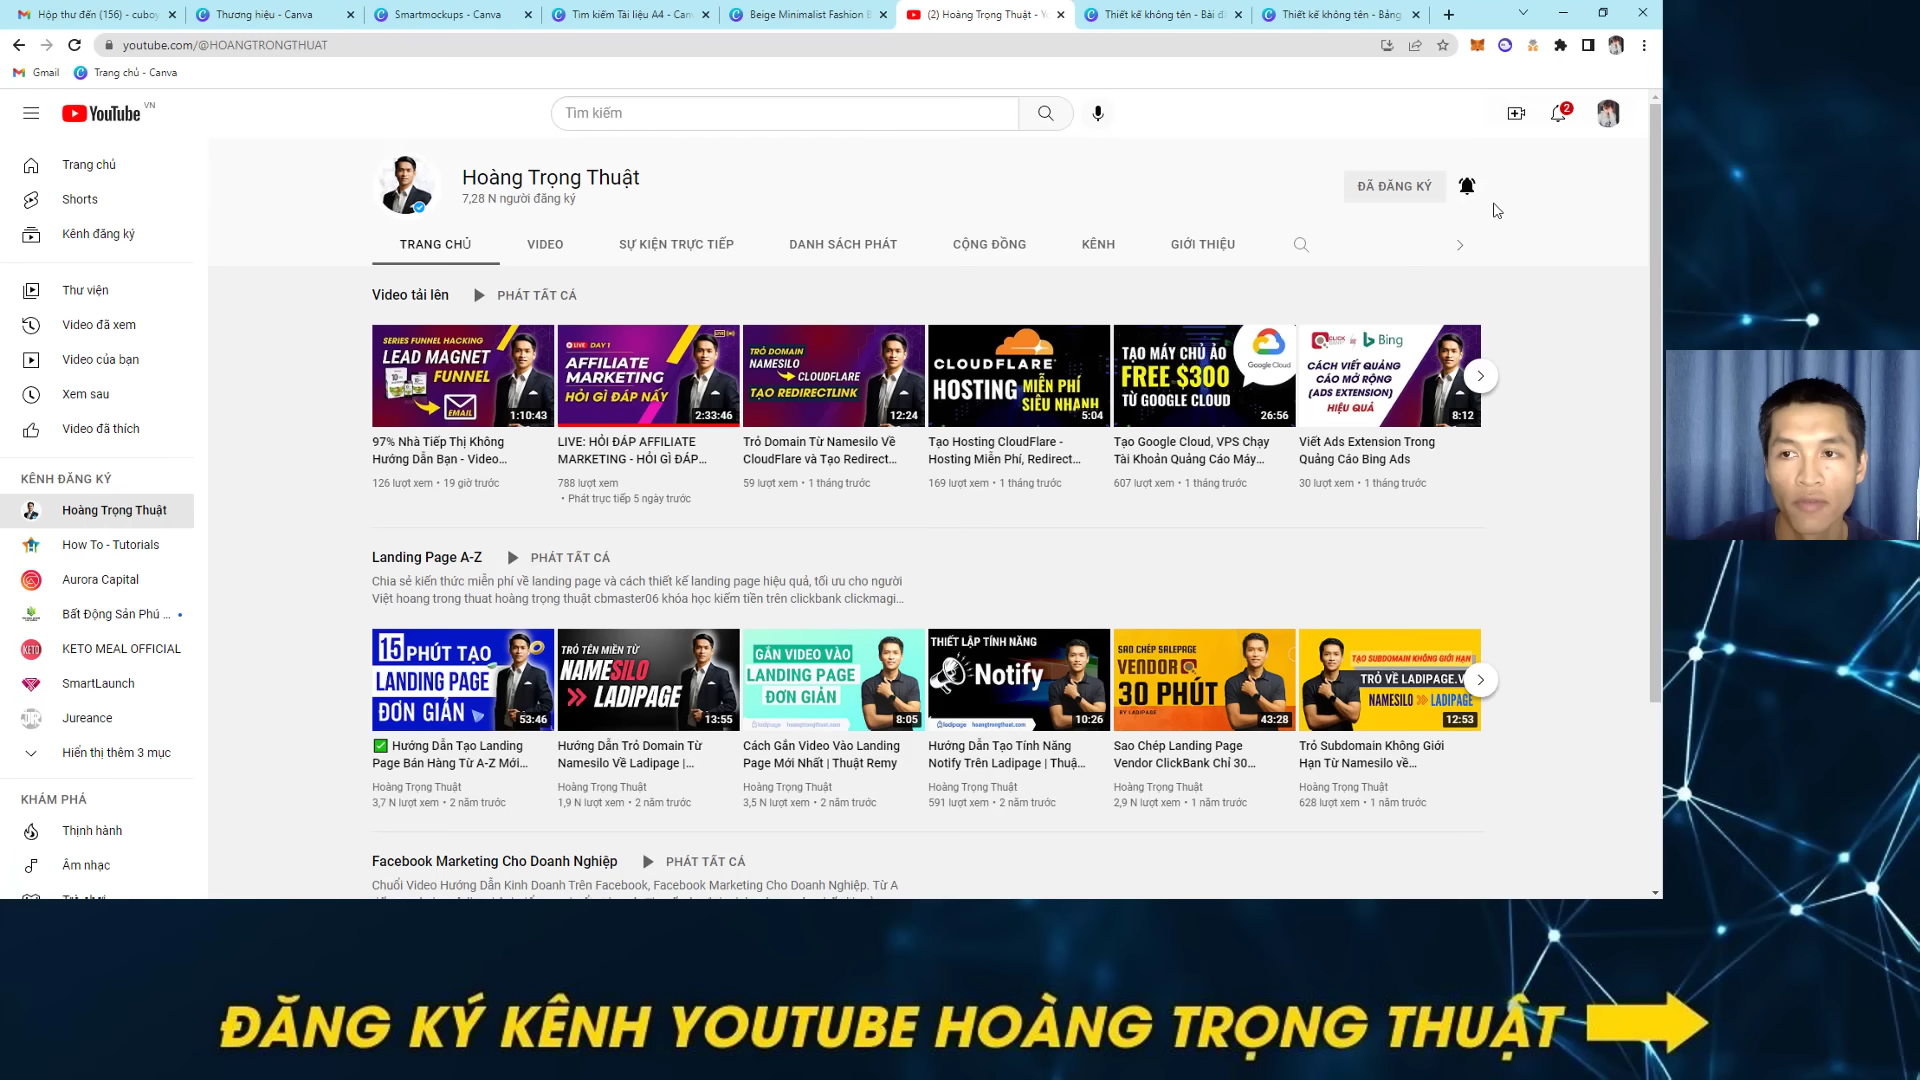 Hộp thư đến (156) - cuboy
Thương hiệu - Canva
Smartmockups - Canva
Tìm kiếm Tài liệu A4 - Can
Beige Minimalist Fashion B
(2) Hoàng Trọng Thuật - Y
Thiết kế không tên - Bài đ
Thiết kế không tên - Bảng
youtube.com/@HOANGTRONGTHUAT
Gmail
Trang chủ - Canva
YouTube VN
Tìm kiếm
2
Trang chủ
Shorts
Kênh đăng ký
Thư viện
Video đã xem
Video của bạn
Xem sau
Video đã thích
KÊNH ĐĂNG KÝ
Hoàng Trọng Thuật
How To - Tutorials
Aurora Capital
Bất Động Sản Phú ...
KETO MEAL OFFICIAL
SmartLaunch
Jureance
Hiển thị thêm 3 mục
KHÁM PHÁ
Thịnh hành
Âm nhạc
Hoàng Trọng Thuật
7,28 N người đăng ký
ĐÃ ĐĂNG KÝ
TRANG CHỦ
VIDEO
SỰ KIỆN TRỰC TIẾP
DANH SÁCH PHÁT
CỘNG ĐỒNG
KÊNH
GIỚI THIỆU
Video tải lên
PHÁT TẤT CẢ
SERIES FUNNEL HACKING
LEAD MAGNET
FUNNEL
EMAIL
1:10:43
LIVE DAY 1
AFFILIATE
MARKETING
HỎI GÌ ĐÁP NẤY
2:33:46
TRỎ DOMAIN
NAMESILO
CLOUDFLARE
TẠO REDIRECTLINK
12:24
CLOUDFLARE
HOSTING MIỄN PHÍ
SIÊU NHANH
5:04
TẠO MÁY CHỦ ẢO
FREE $300
TỪ GOOGLE CLOUD
Google Cloud
26:56
Bing
CÁCH VIẾT QUẢNG
CÁO MỞ RỘNG
(ADS EXTENSION)
HIỆU QUẢ
8:12
97% Nhà Tiếp Thị Không
Hướng Dẫn Bạn - Video...
126 lượt xem • 19 giờ trước
LIVE: HỎI ĐÁP AFFILIATE
MARKETING - HỎI GÌ ĐÁP...
788 lượt xem
• Phát trực tiếp 5 ngày trước
Trỏ Domain Từ Namesilo Về
CloudFlare và Tạo Redirect...
59 lượt xem • 1 tháng trước
Tạo Hosting CloudFlare -
Hosting Miễn Phí, Redirect...
169 lượt xem • 1 tháng trước
Tạo Google Cloud, VPS Chạy
Tài Khoản Quảng Cáo Máy...
607 lượt xem • 1 tháng trước
Viết Ads Extension Trong
Quảng Cáo Bing Ads
30 lượt xem • 1 tháng trước
Landing Page A-Z
PHÁT TẤT CẢ
Chia sẻ kiến thức miễn phí về landing page và cách thiết kế landing page hiệu quả, tối ưu cho người
Việt hoang trong thuat hoàng trọng thuật cbmaster06 khóa học kiếm tiền trên clickbank clickmagi...
15 PHÚT TẠO
LANDING PAGE
ĐƠN GIẢN
53:46
TRỎ TÊN MIỀN TỪ
NAMESILO
LADIPAGE
13:55
GẮN VIDEO VÀO
LANDING PAGE
ĐƠN GIẢN
ladipage hoangtrongthuat.com
8:05
THIẾT LẬP TÍNH NĂNG
Notify
ladipage hoangtrongthuat.com
10:26
SAO CHÉP SALEPAGE
VENDOR
30 PHÚT
BY LADIPAGE
43:28
TẠO SUBDOMAIN KHÔNG GIỚI HẠN
TRỎ VỀ LADIPAGE.V
NAMESILO LADIPAGE
12:53
Hướng Dẫn Tạo Landing
Page Bán Hàng Từ A-Z Mới...
Hoàng Trọng Thuật
3,7 N lượt xem • 2 năm trước
Hướng Dẫn Trỏ Domain Từ
Namesilo Về Ladipage |...
Hoàng Trọng Thuật
1,9 N lượt xem • 2 năm trước
Cách Gắn Video Vào Landing
Page Mới Nhất | Thuật Remy
Hoàng Trọng Thuật
3,5 N lượt xem • 2 năm trước
Hướng Dẫn Tạo Tính Năng
Notify Trên Ladipage | Thuậ...
Hoàng Trọng Thuật
591 lượt xem • 2 năm trước
Sao Chép Landing Page
Vendor ClickBank Chỉ 30...
Hoàng Trọng Thuật
2,9 N lượt xem • 1 năm trước
Trỏ Subdomain Không Giới
Hạn Từ Namesilo về...
Hoàng Trọng Thuật
628 lượt xem • 1 năm trước
Facebook Marketing Cho Doanh Nghiệp
PHÁT TẤT CẢ
Chuỗi Video Hướng Dẫn Kinh Doanh Trên Facebook, Facebook Marketing Cho Doanh Nghiệp. Từ A
ĐĂNG KÝ KÊNH YOUTUBE HOÀNG TRỌNG THUẬT